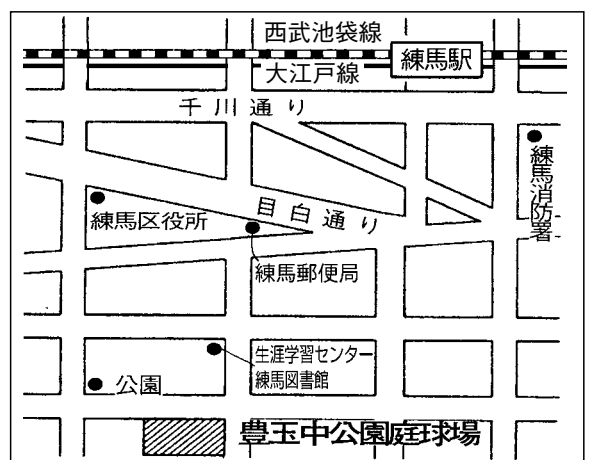 西武池袋線
練馬駅
大江戸線
千川通り
練馬消防署
目白通り
練馬区役所
練馬郵便局
生涯学習センター
練馬図書館
公園
豊玉中公園庭球場